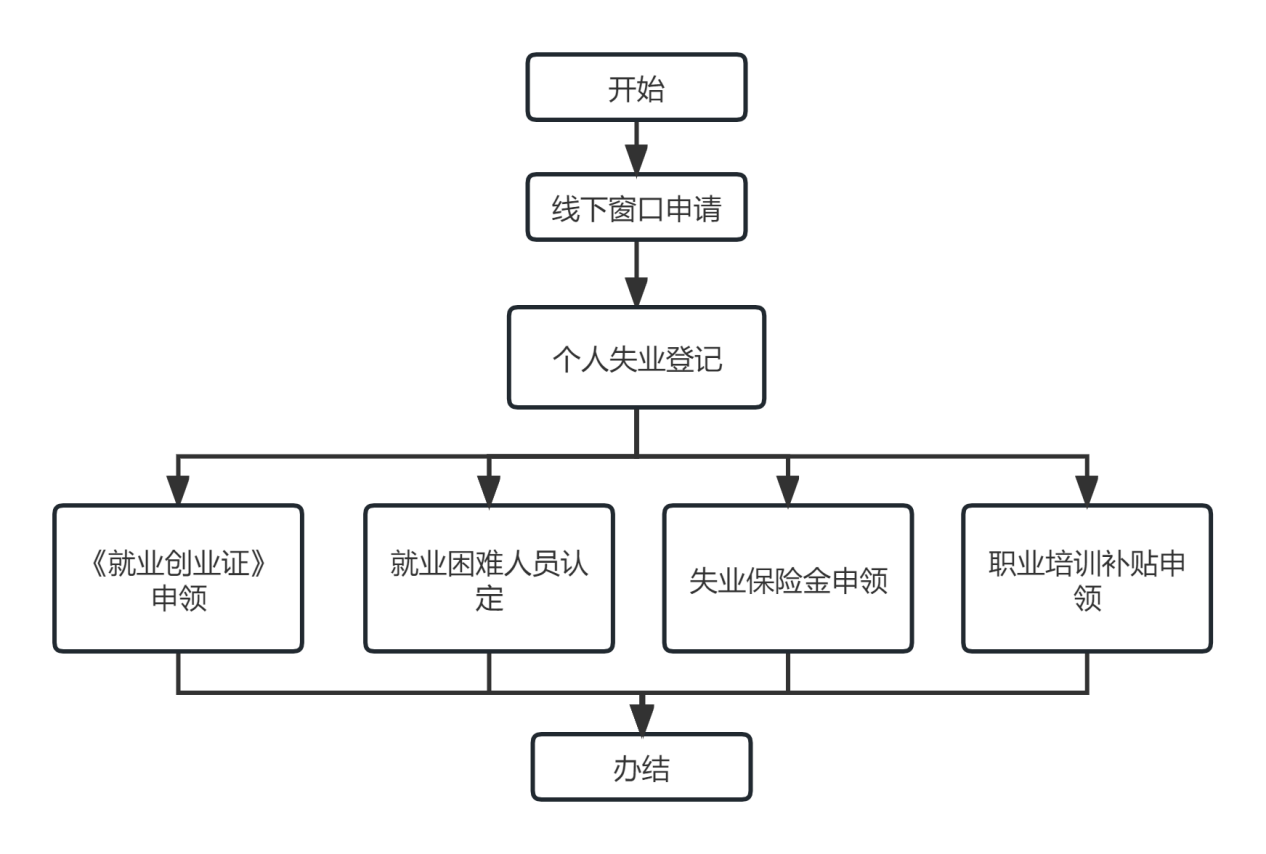 开始
线下窗口申请
个人失业登记
《就业创业证》
申领
就业困难人员认
定
失业保险金申领
职业培训补贴申
领
办结